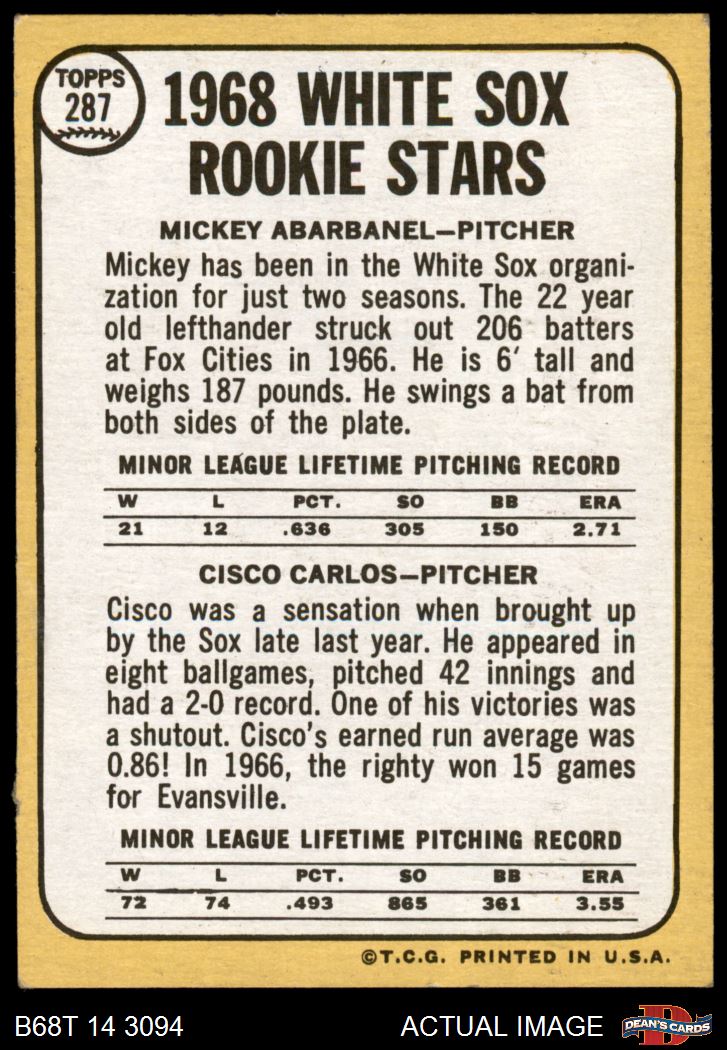 TOPPS
287
1968 WHITE SOX
ROOKIE STARS
MICKEY ABARBANEL—PITCHER
Mickey has been in the White Sox organi-
zation for just two seasons. The 22 year
old lefthander struck out 206 batters
at Fox Cities in 1966. He is 6′ tall and
weighs 187 pounds. He swings a bat from
both sides of the plate.
MINOR LEAGUE LIFETIME PITCHING RECORD
W L PCT. SO BB ERA
21 12 .636 305 150 2.71
CISCO CARLOS—PITCHER
Cisco was a sensation when brought up
by the Sox late last year. He appeared in
eight ballgames, pitched 42 innings and
had a 2-0 record. One of his victories was
a shutout. Cisco's earned run average was
0.86! In 1966, the righty won 15 games
for Evansville.
MINOR LEAGUE LIFETIME PITCHING RECORD
W L PCT. SO BB ERA
72 74 .493 865 361 3.55
©T.C.G. PRINTED IN U.S.A.
B68T 14 3094 ACTUAL IMAGE D DEAN'S CARDS